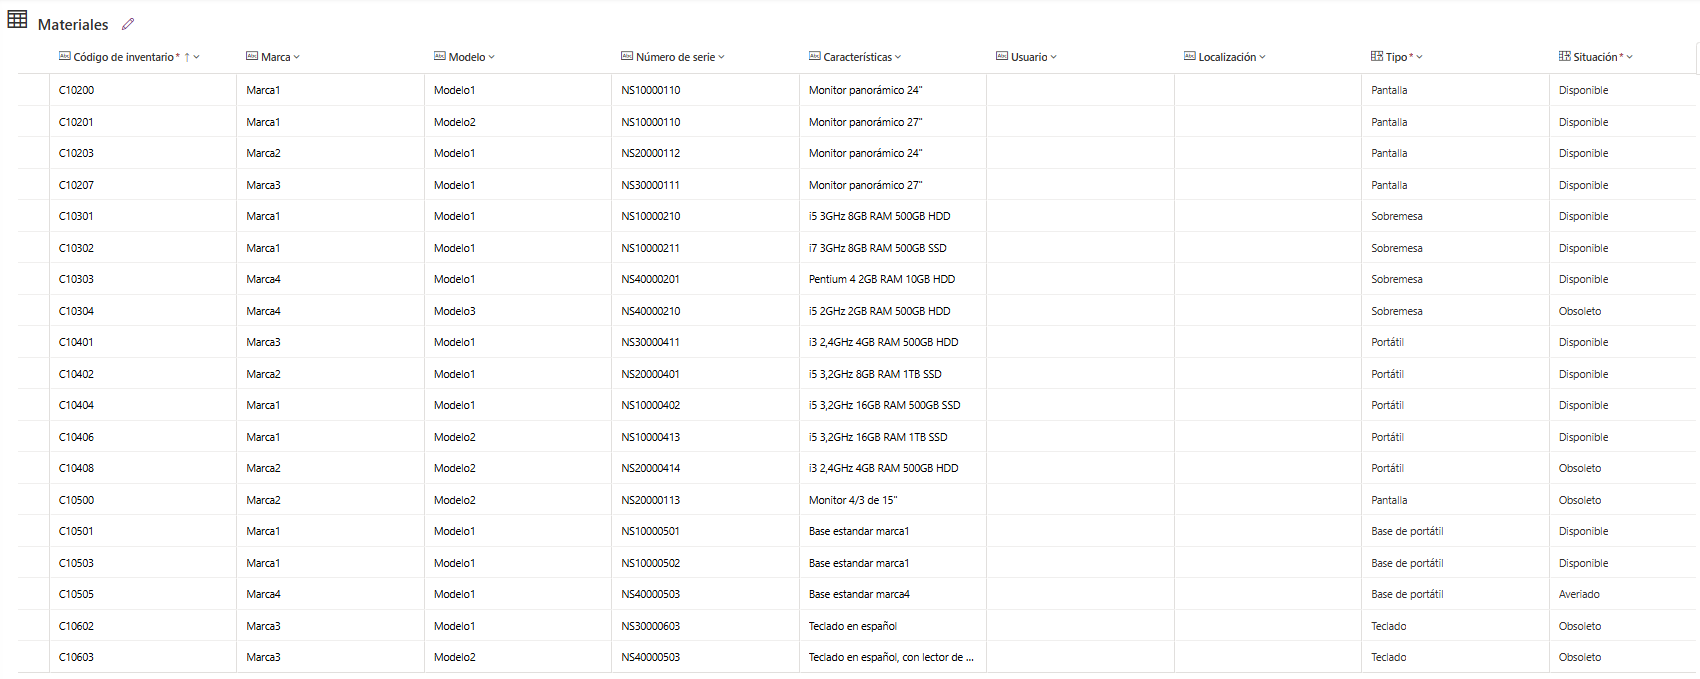 Materiales
Código de inventario* Marca Modelo Número de serie Características Usuario Localización Tipo* Situación*
C10200 Marca1 Modelo1 NS10000110 Monitor panorámico 24" Pantalla Disponible
C10201 Marca1 Modelo2 NS10000110 Monitor panorámico 27" Pantalla Disponible
C10203 Marca2 Modelo1 NS20000112 Monitor panorámico 24" Pantalla Disponible
C10207 Marca3 Modelo1 NS30000111 Monitor panorámico 27" Pantalla Disponible
C10301 Marca1 Modelo1 NS10000210 i5 3GHz 8GB RAM 500GB HDD Sobremesa Disponible
C10302 Marca1 Modelo1 NS10000211 i7 3GHz 8GB RAM 500GB SSD Sobremesa Disponible
C10303 Marca4 Modelo1 NS40000201 Pentium 4 2GB RAM 10GB HDD Sobremesa Disponible
C10304 Marca4 Modelo3 NS40000210 i5 2GHz 2GB RAM 500GB HDD Sobremesa Obsoleto
C10401 Marca3 Modelo1 NS30000411 i3 2,4GHz 4GB RAM 500GB HDD Portátil Disponible
C10402 Marca2 Modelo1 NS20000401 i5 3,2GHz 8GB RAM 1TB SSD Portátil Disponible
C10404 Marca1 Modelo1 NS10000402 i5 3,2GHz 16GB RAM 500GB SSD Portátil Disponible
C10406 Marca1 Modelo2 NS10000413 i5 3,2GHz 16GB RAM 1TB SSD Portátil Disponible
C10408 Marca2 Modelo2 NS20000414 i3 2,4GHz 4GB RAM 500GB HDD Portátil Obsoleto
C10500 Marca2 Modelo2 NS20000113 Monitor 4/3 de 15" Pantalla Obsoleto
C10501 Marca1 Modelo1 NS10000501 Base estandar marca1 Base de portátil Disponible
C10503 Marca1 Modelo1 NS10000502 Base estandar marca1 Base de portátil Disponible
C10505 Marca4 Modelo1 NS40000503 Base estandar marca4 Base de portátil Averiado
C10602 Marca3 Modelo1 NS30000603 Teclado en español Teclado Obsoleto
C10603 Marca3 Modelo2 NS40000503 Teclado en español, con lector de ... Teclado Obsoleto